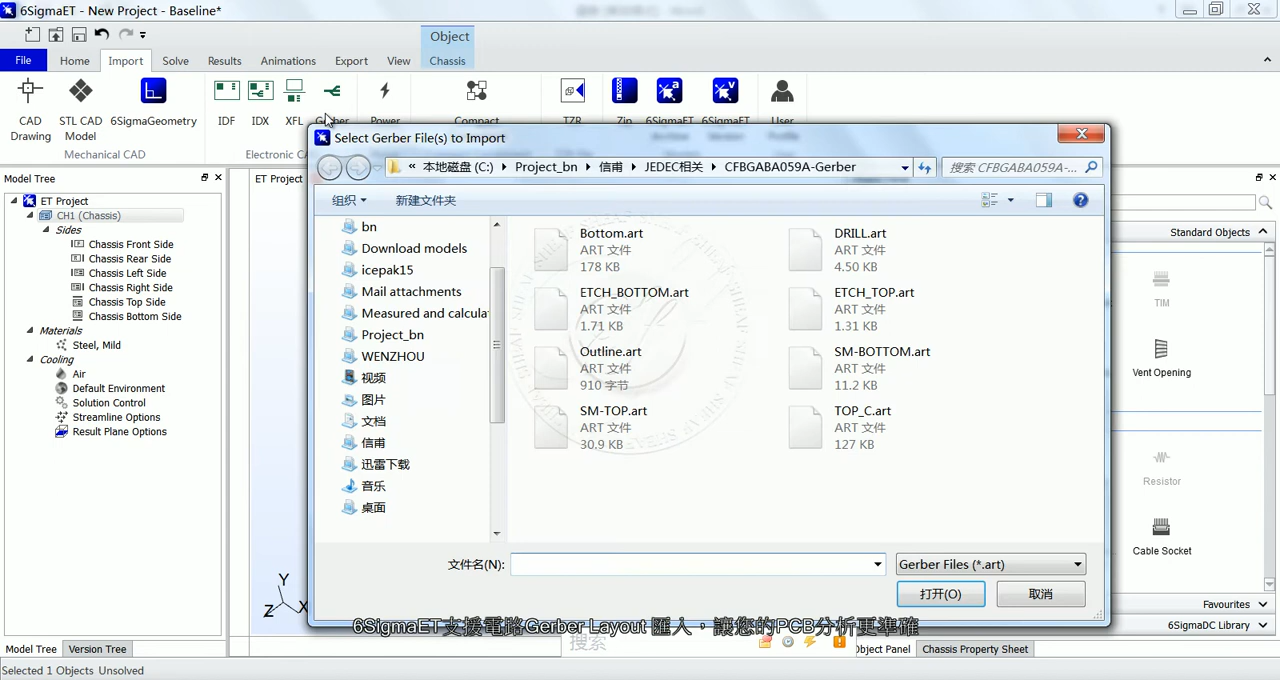 6SigmaET - New Project - Baseline*
Object
File Home Import Solve Results Animations Export View Chassis
CAD Drawing
STL CAD Model
6SigmaGeometry
IDF IDX XFL Gerber Power Compact TZR Zip 6SigmaET 6SigmaET User
Mechanical CAD
Electronic CA
Select Gerber File(s) to Import
« 本地磁盘 (C:) Project_bn 信甫 JEDEC相关 CFBGABA059A-Gerber
搜索 CFBGABA059A-...
组织 新建文件夹
Model Tree
ET Project
CH1 (Chassis)
Sides
Chassis Front Side
Chassis Rear Side
Chassis Left Side
Chassis Right Side
Chassis Top Side
Chassis Bottom Side
Materials
Steel, Mild
Cooling
Air
Default Environment
Solution Control
Streamline Options
Result Plane Options
ET Project
bn
Download models
icepak15
Mail attachments
Measured and calcula
Project_bn
WENZHOU
视频
图片
文档
信甫
迅雷下载
音乐
桌面
Bottom.art
ART 文件
178 KB
DRILL.art
ART 文件
4.50 KB
ETCH_BOTTOM.art
ART 文件
1.71 KB
ETCH_TOP.art
ART 文件
1.31 KB
Outline.art
ART 文件
910 字节
SM-BOTTOM.art
ART 文件
11.2 KB
SM-TOP.art
ART 文件
30.9 KB
TOP_C.art
ART 文件
127 KB
文件名(N):
Gerber Files (*.art)
打开(O)
取消
Standard Objects
TIM
Vent Opening
Resistor
Cable Socket
Favourites
6SigmaDC Library
6SigmaET支援電路Gerber Layout 匯入，讓您的PCB分析更準確
搜索
Model Tree Version Tree
Object Panel Chassis Property Sheet
Selected 1 Objects Unsolved
Y
Z
X